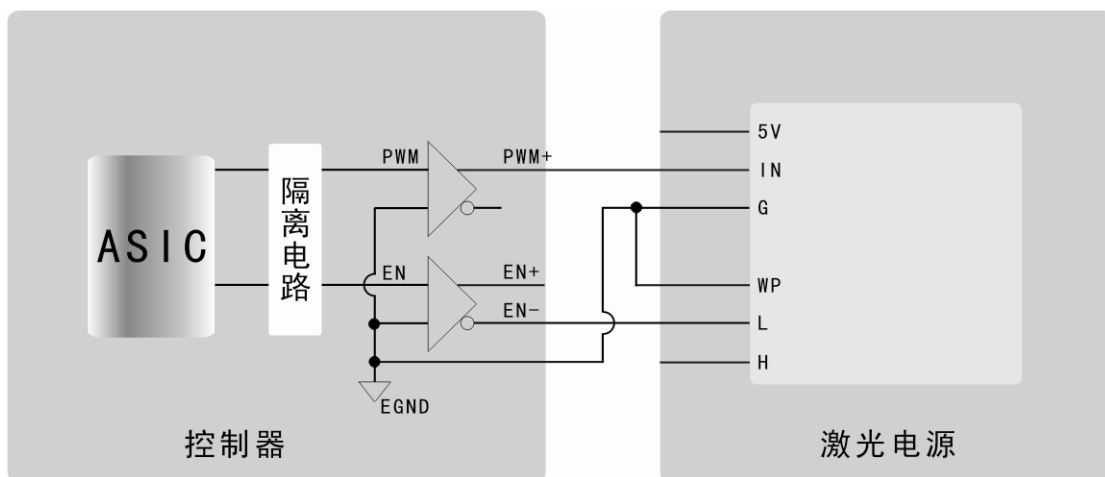 ASIC
隔离电路
PWM
PWM+
EN
EN+
EN-
EGND
控制器
5V
IN
G
WP
L
H
激光电源